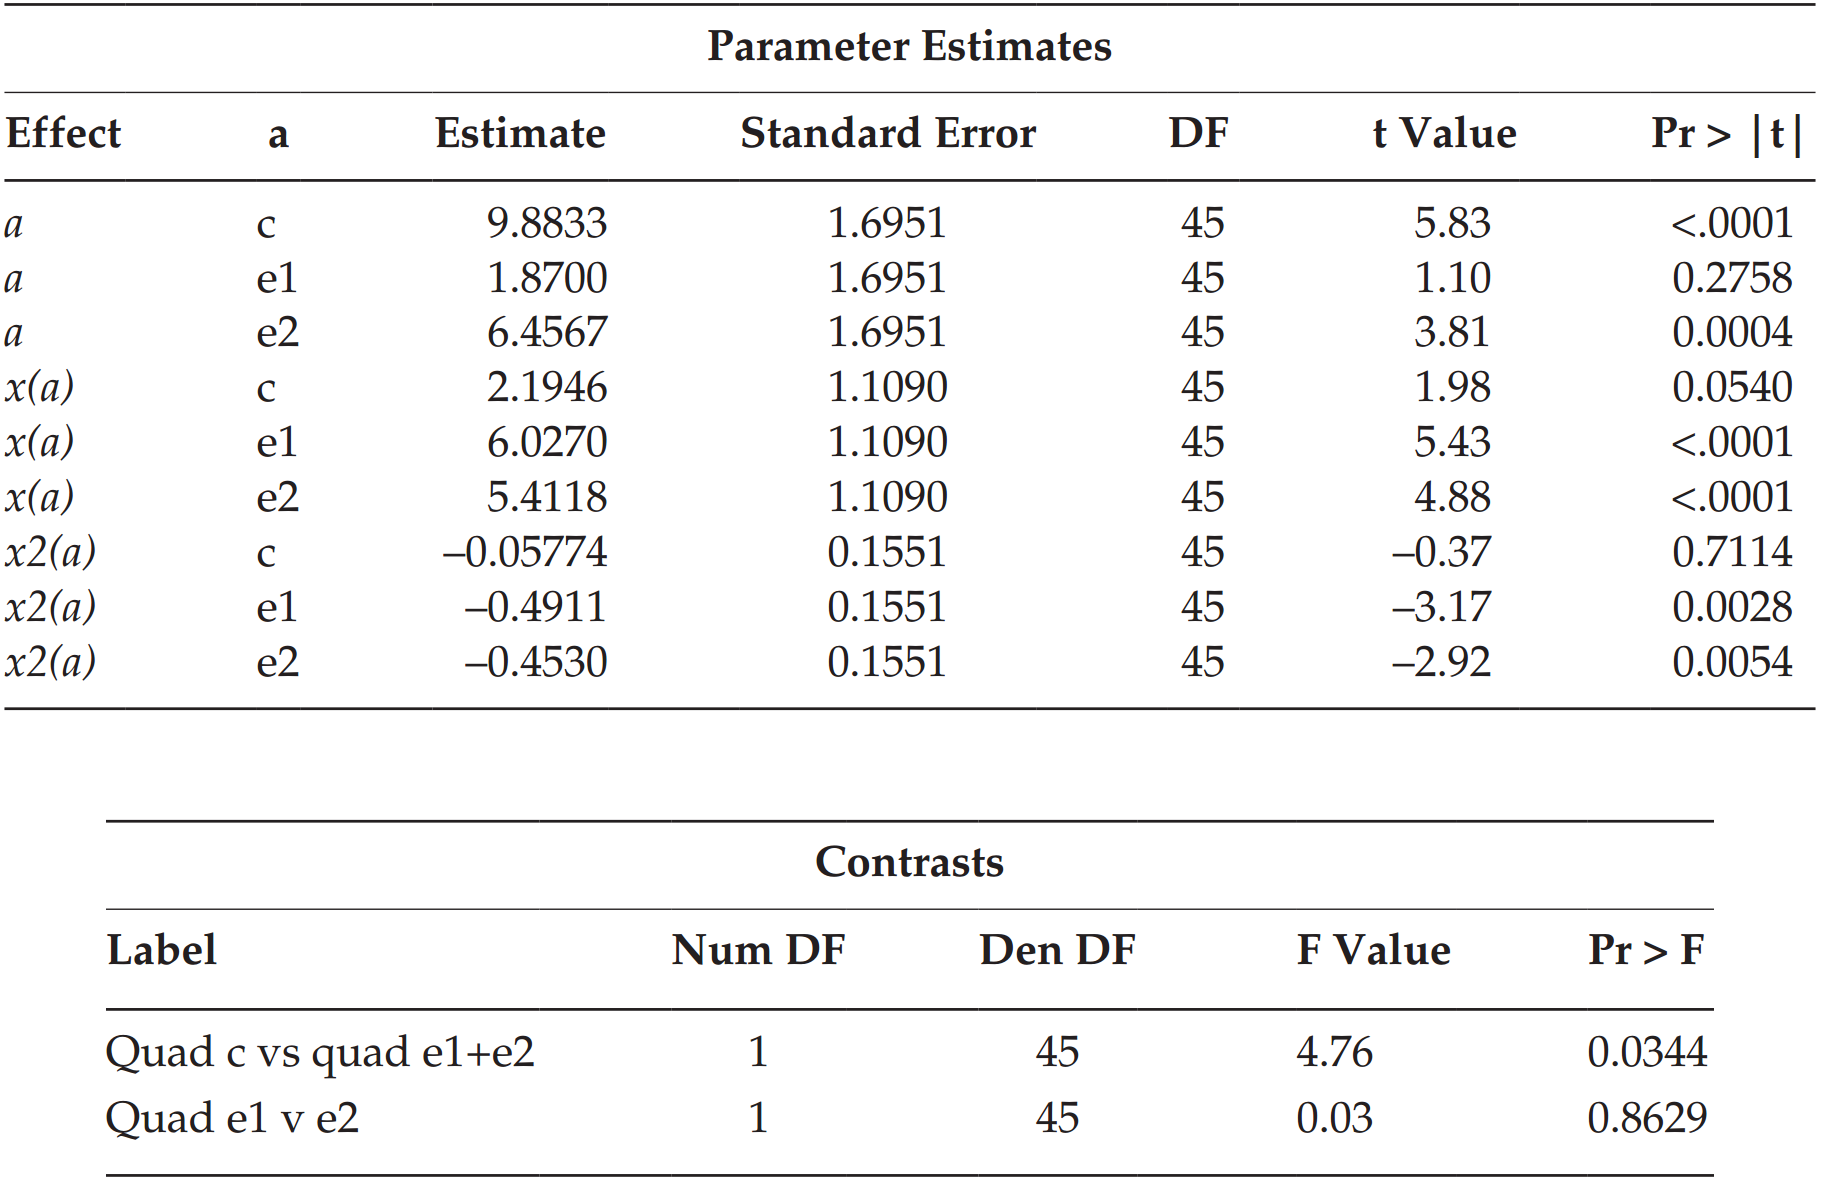 Parameter Estimates
Effect a Estimate Standard Error DF t Value Pr > |t|
a c 9.8833 1.6951 45 5.83 <.0001
a e1 1.8700 1.6951 45 1.10 0.2758
a e2 6.4567 1.6951 45 3.81 0.0004
x(a) c 2.1946 1.1090 45 1.98 0.0540
x(a) e1 6.0270 1.1090 45 5.43 <.0001
x(a) e2 5.4118 1.1090 45 4.88 <.0001
x2(a) c –0.05774 0.1551 45 –0.37 0.7114
x2(a) e1 –0.4911 0.1551 45 –3.17 0.0028
x2(a) e2 –0.4530 0.1551 45 –2.92 0.0054
Contrasts
Label Num DF Den DF F Value Pr > F
Quad c vs quad e1+e2 1 45 4.76 0.0344
Quad e1 v e2 1 45 0.03 0.8629